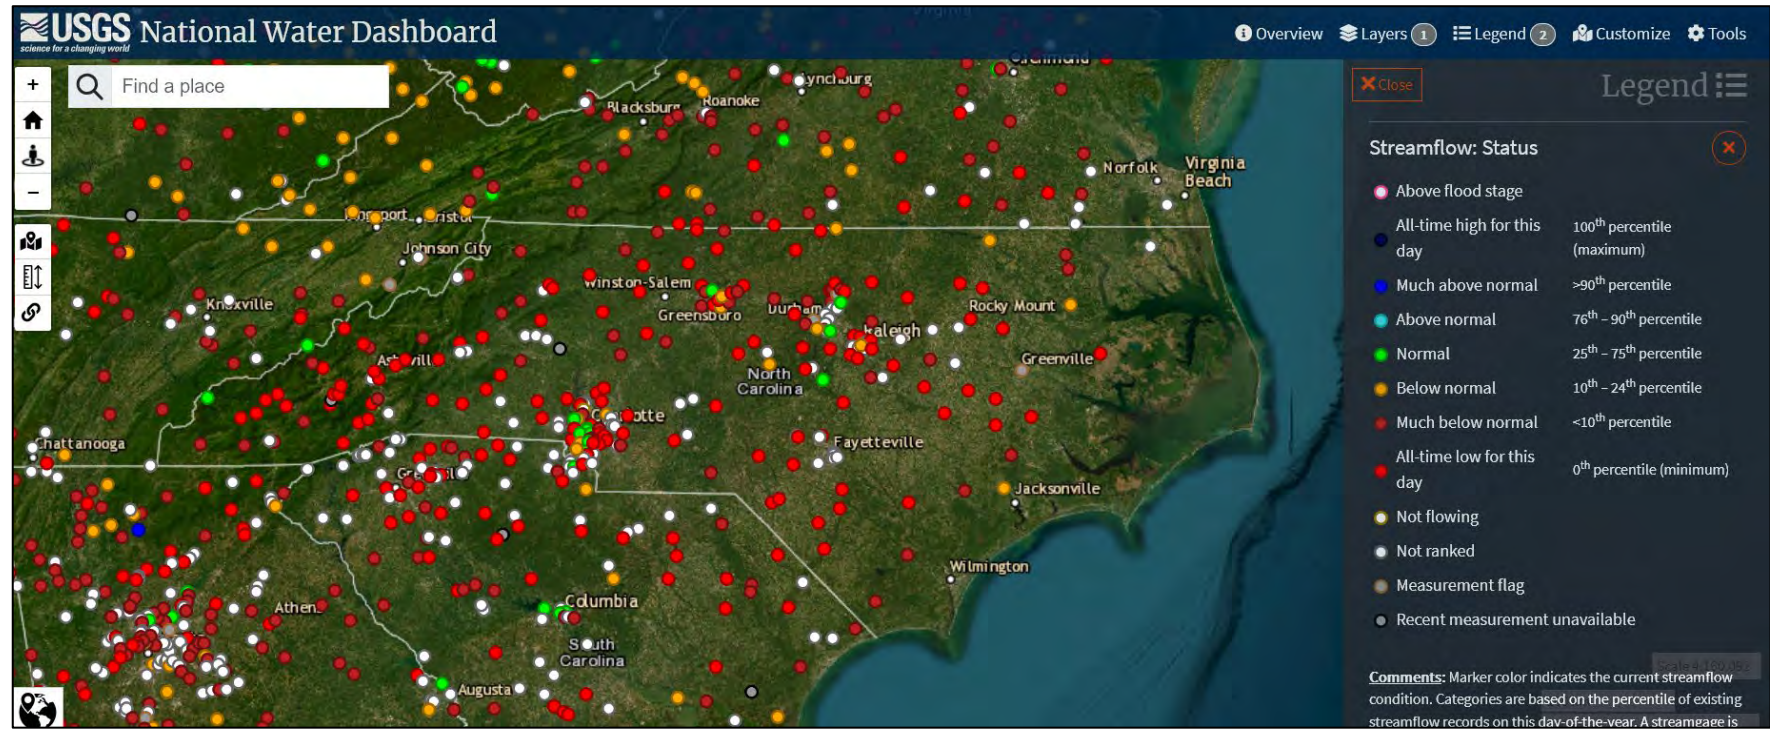 USGS
science for a changing world
National Water Dashboard
Overview
Layers 1
Legend 2
Customize
Tools
+
Find a place
−
Lynchburg
Blacksburg
Roanoke
Norfolk
Virginia
Beach
Bristol
Johnson City
Winston-Salem
Knoxville
Greensboro
Durham
Rocky Mount
Raleigh
Greenville
Asheville
North
Carolina
Charlotte
Chattanooga
Fayetteville
Greenville
Jacksonville
Wilmington
Athens
Columbia
South
Carolina
Augusta
Close
Legend
Streamflow: Status
Above flood stage
All-time high for this
day
100th percentile
(maximum)
Much above normal >90th percentile
Above normal 76th – 90th percentile
Normal 25th – 75th percentile
Below normal 10th – 24th percentile
Much below normal <10th percentile
All-time low for this
day
0th percentile (minimum)
Not flowing
Not ranked
Measurement flag
Recent measurement unavailable
Comments: Marker color indicates the current streamflow
condition. Categories are based on the percentile of existing
streamflow records on this day-of-the-year. A streamgage is